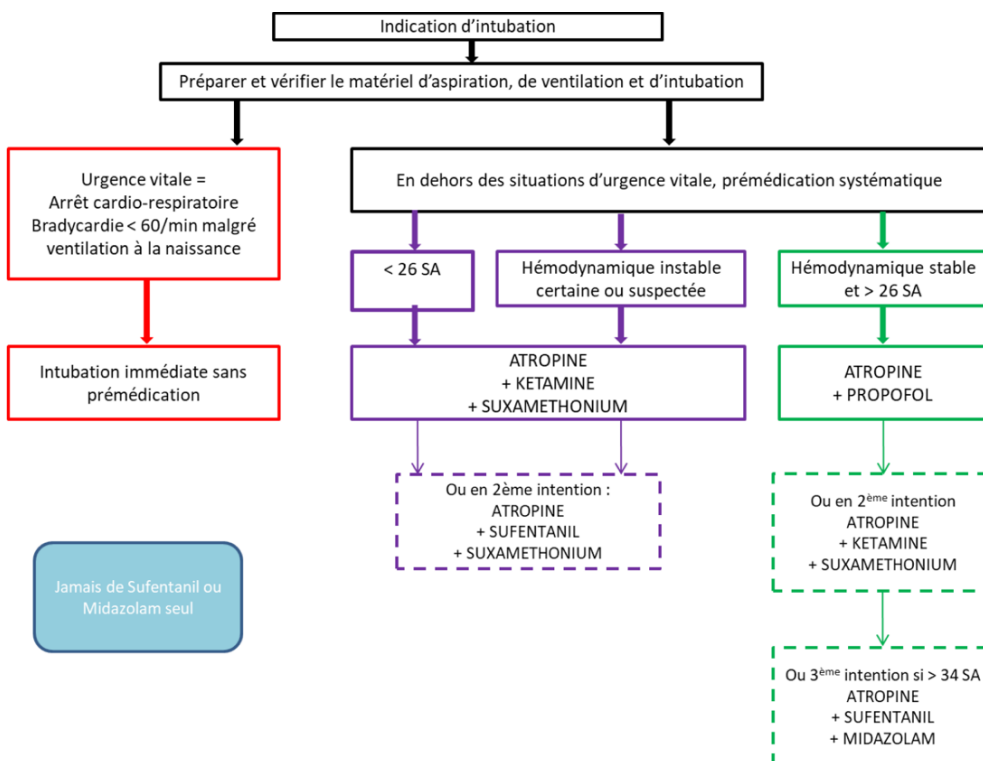 Indication d'intubation
Préparer et vérifier le matériel d'aspiration, de ventilation et d'intubation
Urgence vitale =
Arrêt cardio-respiratoire
Bradycardie < 60/min malgré
ventilation à la naissance
En dehors des situations d'urgence vitale, prémédication systématique
< 26 SA
Hémodynamique instable
certaine ou suspectée
Hémodynamique stable
et > 26 SA
Intubation immédiate sans
prémédication
ATROPINE
+ KETAMINE
+ SUXAMETHONIUM
ATROPINE
+ PROPOFOL
Ou en 2ème intention :
ATROPINE
+ SUFENTANIL
+ SUXAMETHONIUM
Ou en 2ème intention
ATROPINE
+ KETAMINE
+ SUXAMETHONIUM
Jamais de Sufentanil ou
Midazolam seul
Ou 3ème intention si > 34 SA
ATROPINE
+ SUFENTANIL
+ MIDAZOLAM